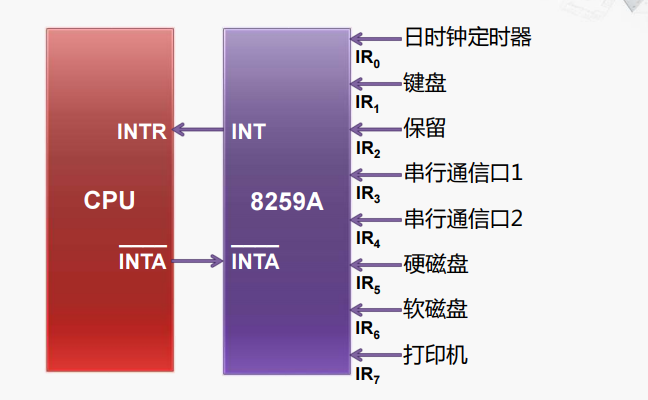 日时钟定时器
IR0
键盘
IR1
保留
IR2
INTR
INT
串行通信口1
IR3
CPU
8259A
串行通信口2
IR4
INTA
INTA
硬磁盘
IR5
软磁盘
IR6
打印机
IR7